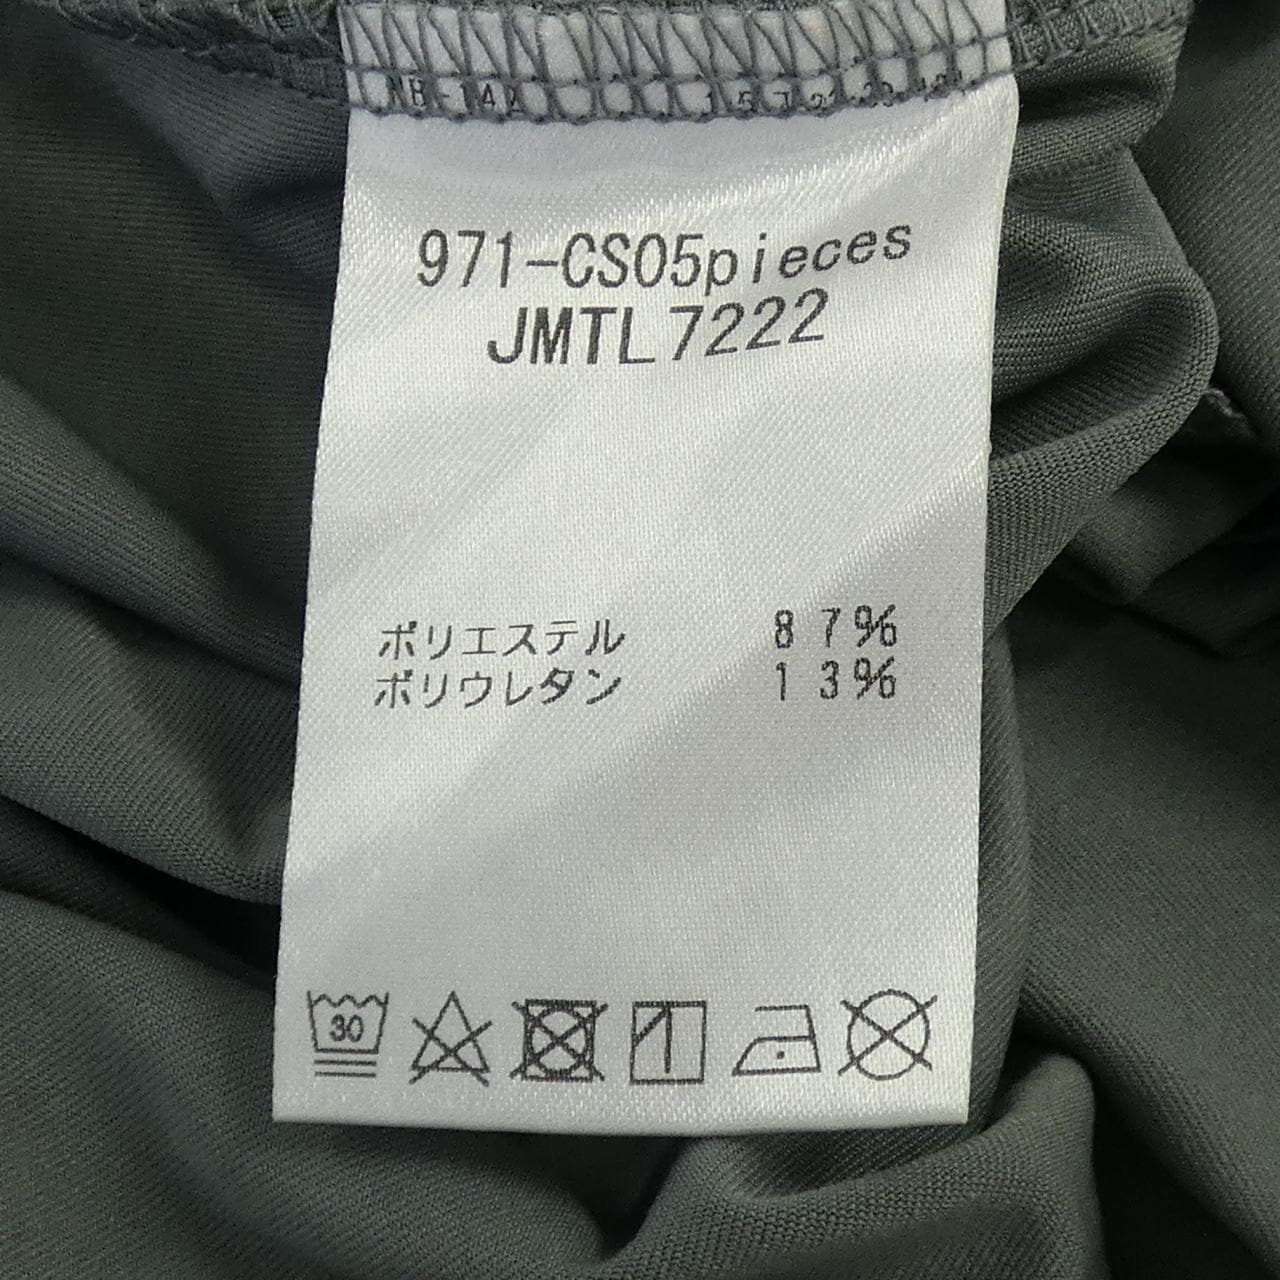 971-CS05pieces
JMTL7222
ポリエステル 87%
ポリウレタン 13%
30